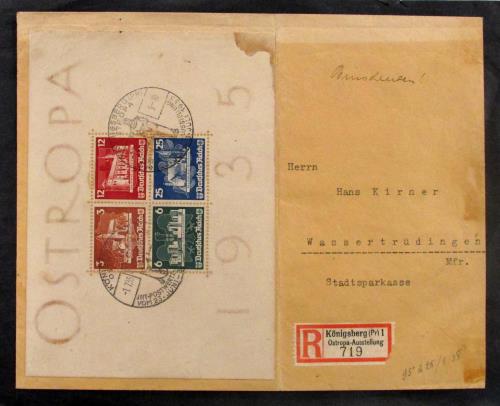 OSTROPA
1935
12 Deutsches Reich
25 Deutsches Reich
3 Deutsches Reich
6 Deutsches Reich
Herrn
Hans Kirner
Wassertrüdingen
Mfr.
Stadtsparkasse
R
Königsberg (Pr) 1
Ostropa-Ausstellung
719